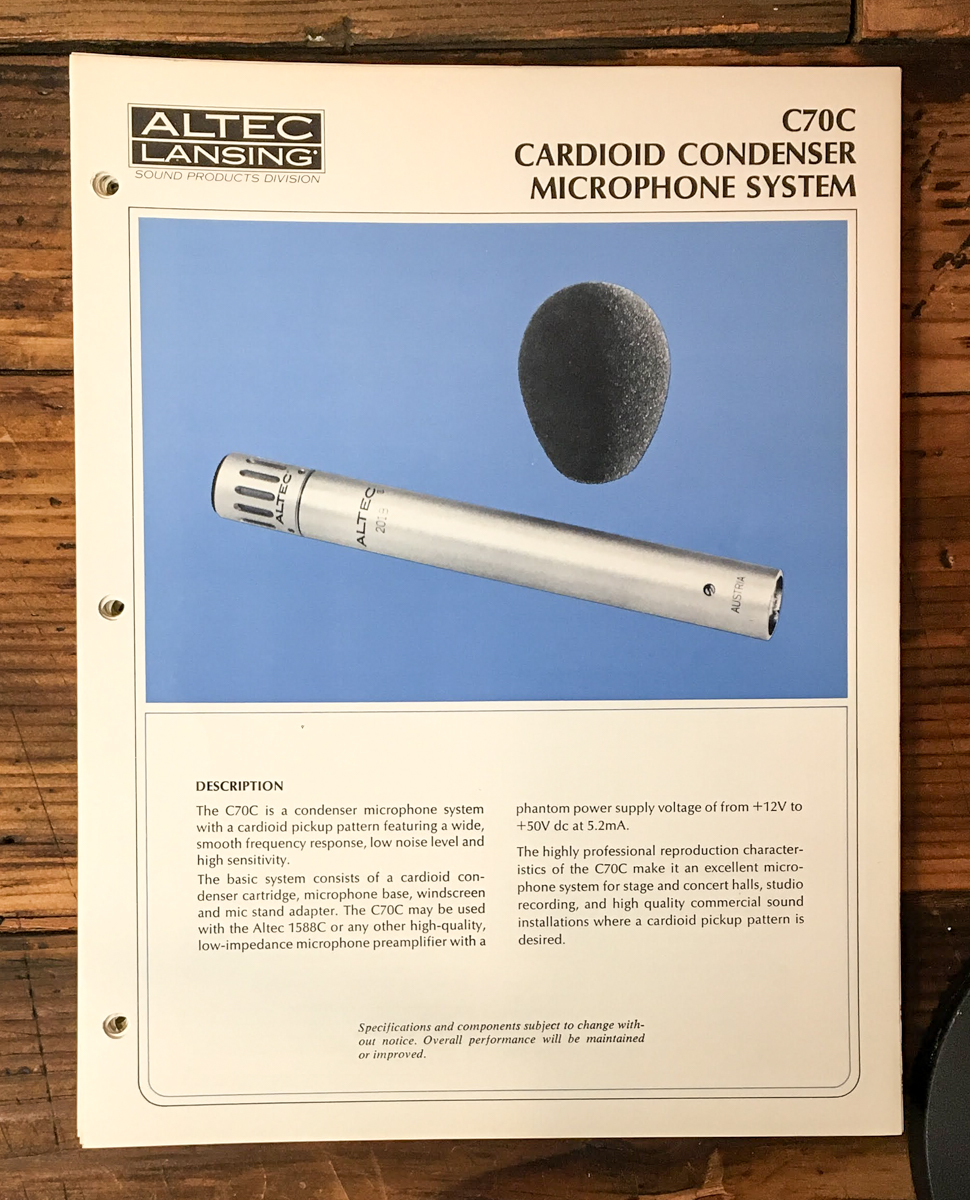 ALTEC
LANSING®
SOUND PRODUCTS DIVISION
C70C
CARDIOID CONDENSER
MICROPHONE SYSTEM
ALTEC
ALTEC
AUSTRIA
DESCRIPTION
The C70C is a condenser microphone system
with a cardioid pickup pattern featuring a wide,
smooth frequency response, low noise level and
high sensitivity.
The basic system consists of a cardioid con-
denser cartridge, microphone base, windscreen
and mic stand adapter. The C70C may be used
with the Altec 1588C or any other high-quality,
low-impedance microphone preamplifier with a
phantom power supply voltage of from +12V to
+50V dc at 5.2mA.
The highly professional reproduction character-
istics of the C70C make it an excellent micro-
phone system for stage and concert halls, studio
recording, and high quality commercial sound
installations where a cardioid pickup pattern is
desired.
Specifications and components subject to change with-
out notice. Overall performance will be maintained
or improved.